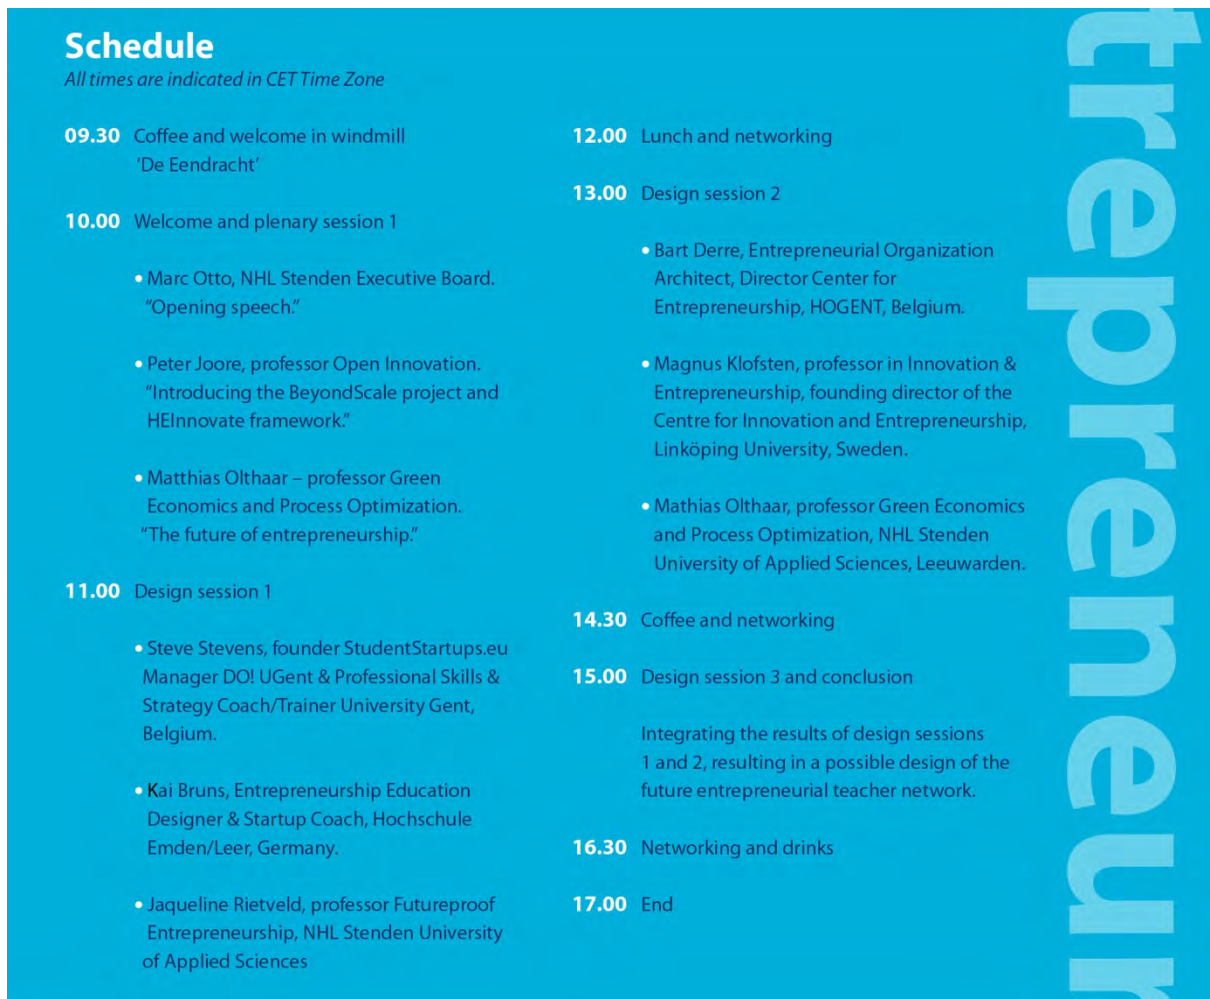 Schedule
All times are indicated in CET Time Zone
09.30 Coffee and welcome in windmill
'De Eendracht'
10.00 Welcome and plenary session 1
• Marc Otto, NHL Stenden Executive Board.
"Opening speech."
• Peter Joore, professor Open Innovation.
"Introducing the BeyondScale project and
HEInnovate framework."
• Matthias Olthaar – professor Green
Economics and Process Optimization.
"The future of entrepreneurship."
11.00 Design session 1
• Steve Stevens, founder StudentStartups.eu
Manager DO! UGent & Professional Skills &
Strategy Coach/Trainer University Gent,
Belgium.
• Kai Bruns, Entrepreneurship Education
Designer & Startup Coach, Hochschule
Emden/Leer, Germany.
• Jaqueline Rietveld, professor Futureproof
Entrepreneurship, NHL Stenden University
of Applied Sciences
12.00 Lunch and networking
13.00 Design session 2
• Bart Derre, Entrepreneurial Organization
Architect, Director Center for
Entrepreneurship, HOGENT, Belgium.
• Magnus Klofsten, professor in Innovation &
Entrepreneurship, founding director of the
Centre for Innovation and Entrepreneurship,
Linköping University, Sweden.
• Mathias Olthaar, professor Green Economics
and Process Optimization, NHL Stenden
University of Applied Sciences, Leeuwarden.
14.30 Coffee and networking
15.00 Design session 3 and conclusion
Integrating the results of design sessions
1 and 2, resulting in a possible design of the
future entrepreneurial teacher network.
16.30 Networking and drinks
17.00 End
trepreneur